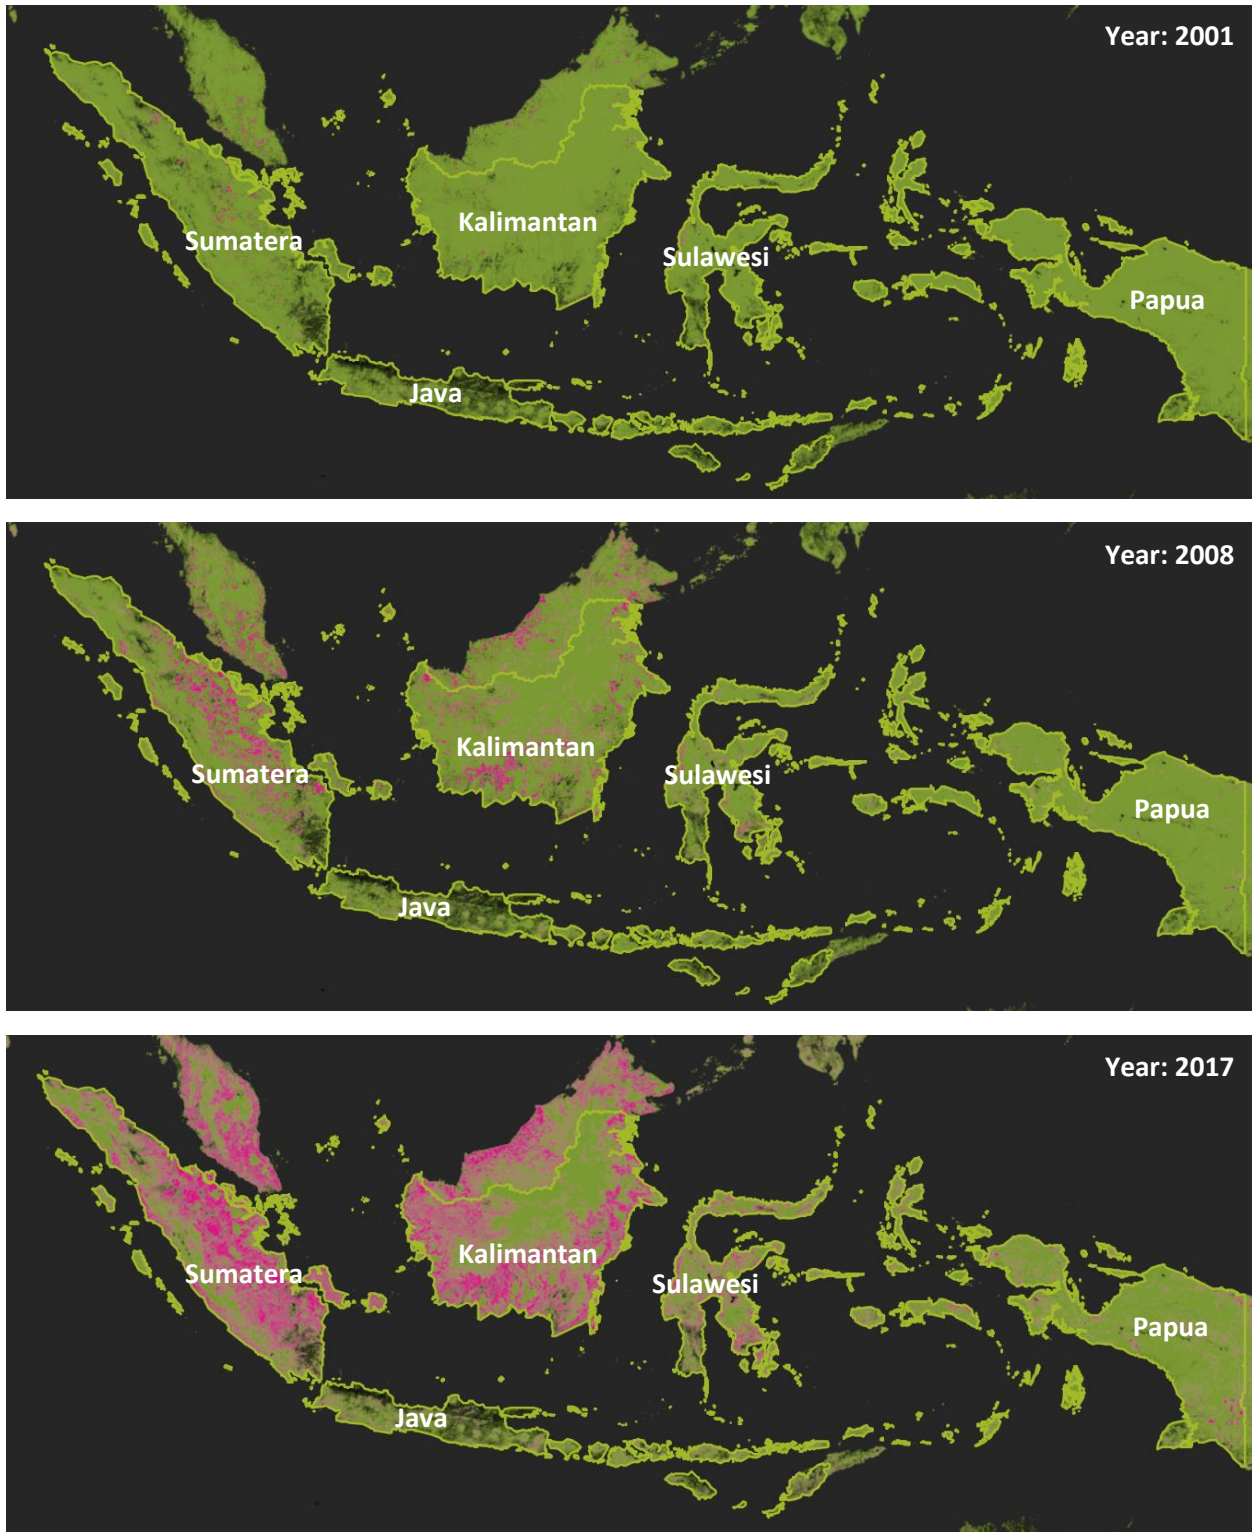 Year: 2001
Kalimantan
Sumatera
Sulawesi
Papua
Java
Year: 2008
Kalimantan
Sumatera
Sulawesi
Papua
Java
Year: 2017
Kalimantan
Sumatera
Sulawesi
Papua
Java